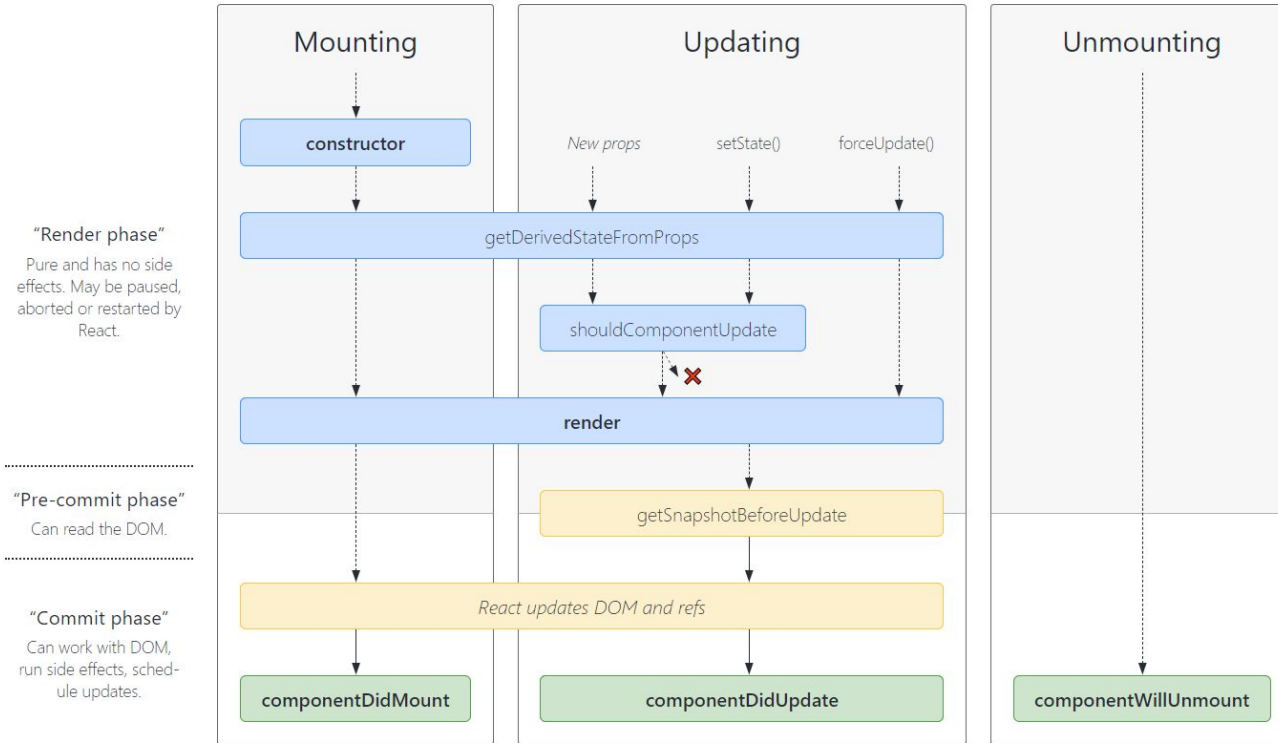 Mounting
Updating
Unmounting
constructor
New props
setState()
forceUpdate()
"Render phase"
Pure and has no side
effects. May be paused,
aborted or restarted by
React.
getDerivedStateFromProps
shouldComponentUpdate
render
"Pre-commit phase"
Can read the DOM.
getSnapshotBeforeUpdate
"Commit phase"
Can work with DOM,
run side effects, sched-
ule updates.
React updates DOM and refs
componentDidMount
componentDidUpdate
componentWillUnmount